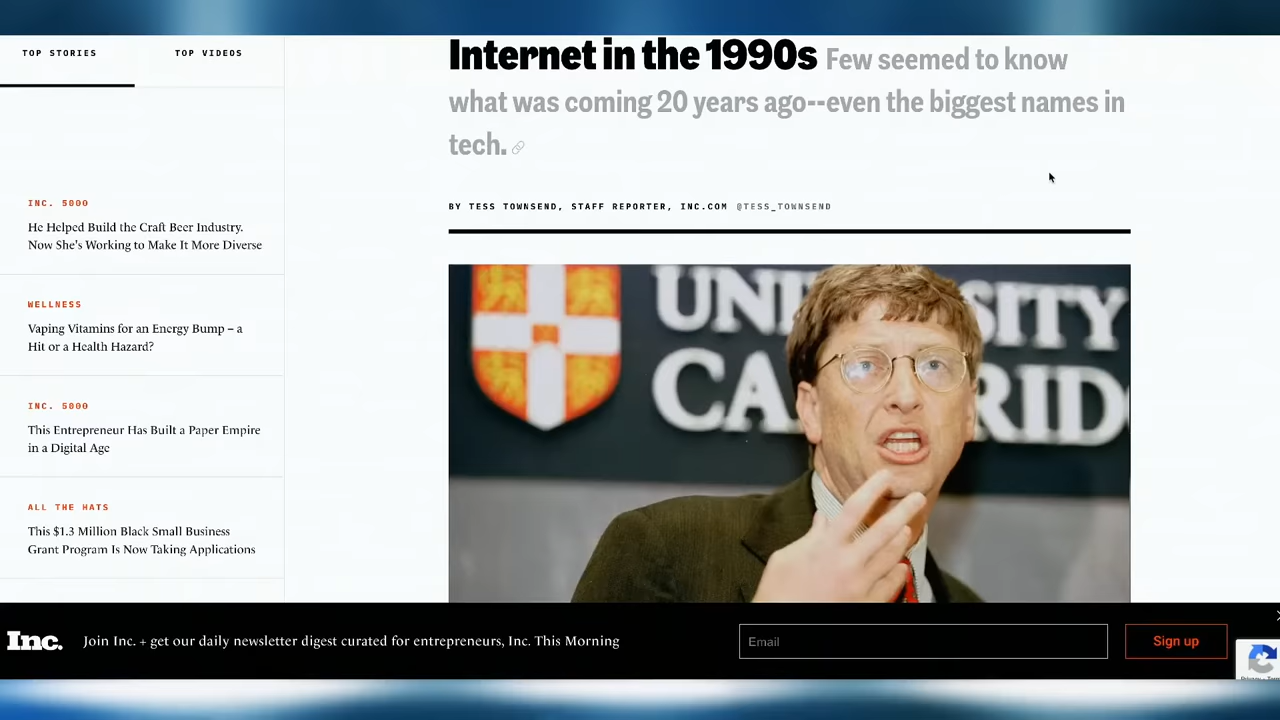 TOP STORIES
TOP VIDEOS
INC. 5000
He Helped Build the Craft Beer Industry.
Now She's Working to Make It More Diverse
WELLNESS
Vaping Vitamins for an Energy Bump – a
Hit or a Health Hazard?
INC. 5000
This Entrepreneur Has Built a Paper Empire
in a Digital Age
ALL THE HATS
This $1.3 Million Black Small Business
Grant Program Is Now Taking Applications
Internet in the 1990s Few seemed to know
what was coming 20 years ago--even the biggest names in
tech.
BY TESS TOWNSEND, STAFF REPORTER, INC.COM @TESS_TOWNSEND
Inc.
Join Inc. + get our daily newsletter digest curated for entrepreneurs, Inc. This Morning
Email
Sign up